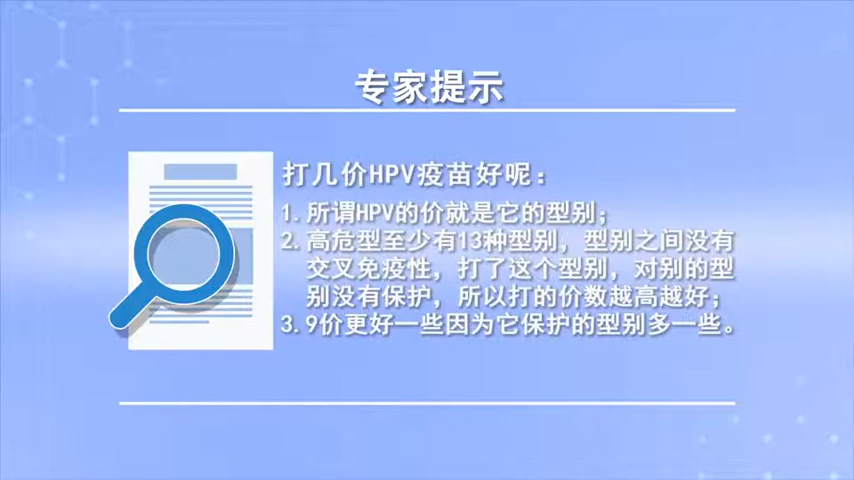 专家提示
打几价HPV疫苗好呢：
1.所谓HPV的价就是它的型别；
2.高危型至少有13种型别，型别之间没有
交叉免疫性，打了这个型别，对别的型
别没有保护，所以打的价数越高越好；
3.9价更好一些因为它保护的型别多一些。